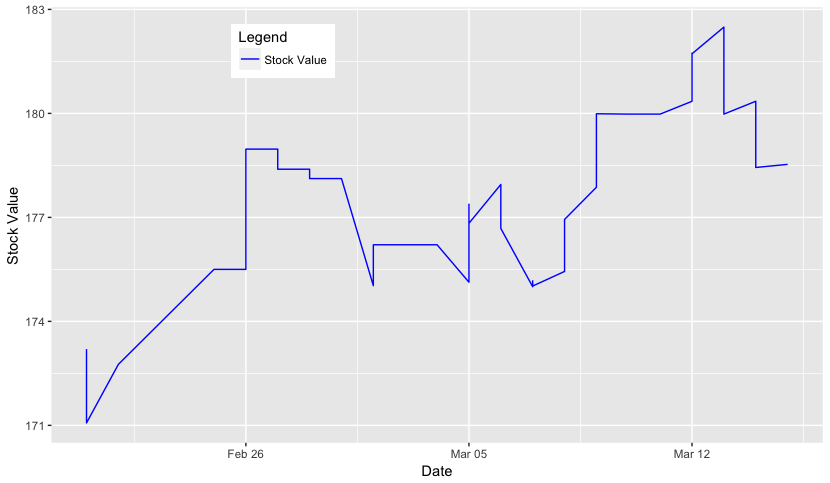 183
180
177
174
171
Stock Value
Legend
Stock Value
Feb 26
Mar 05
Mar 12
Date